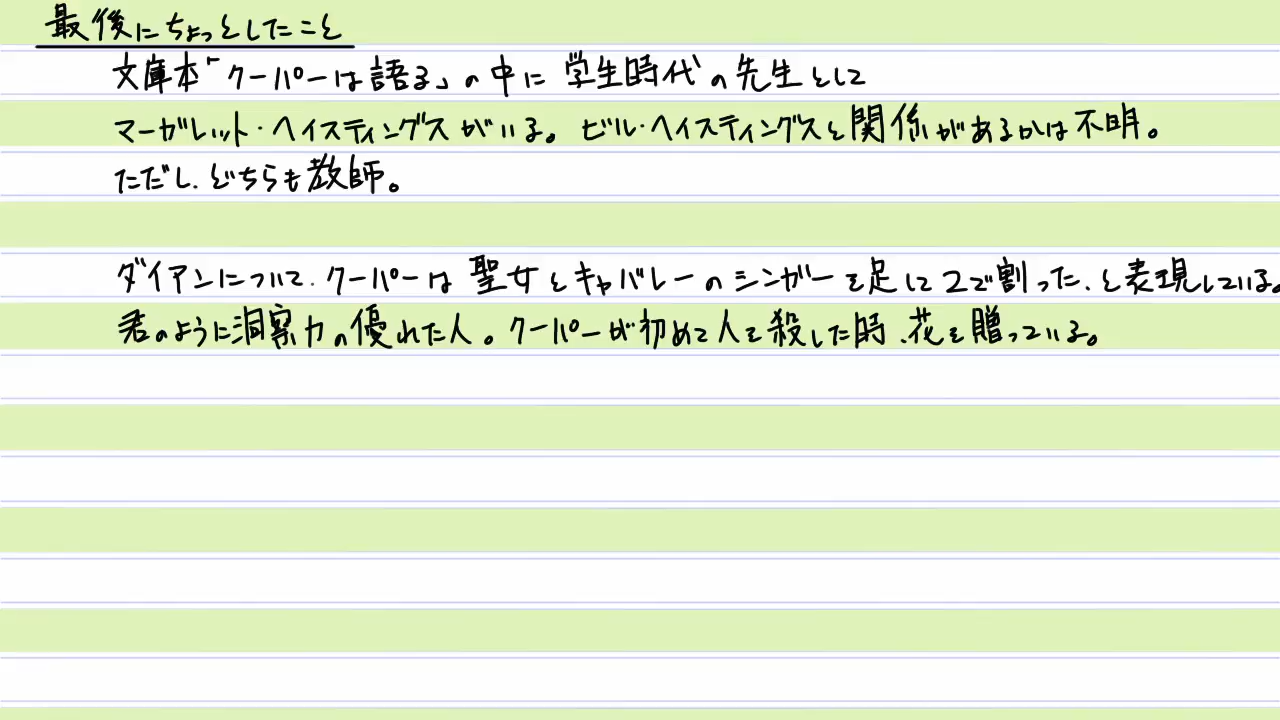 最後にちょっとしたこと
文庫本「クーパーは語る」の中に 学生時代の先生として
マーガレット・ヘイスティングスがいる。ビル・ヘイスティングスと関係があるかは不明。
ただし、どちらも教師。
ダイアンについて、クーパーは聖女とキャバレーのシンガーを足して2で割った、と表現している。
君のように洞察力の優れた人。クーパーが初めて人を殺した時、花を贈っている。